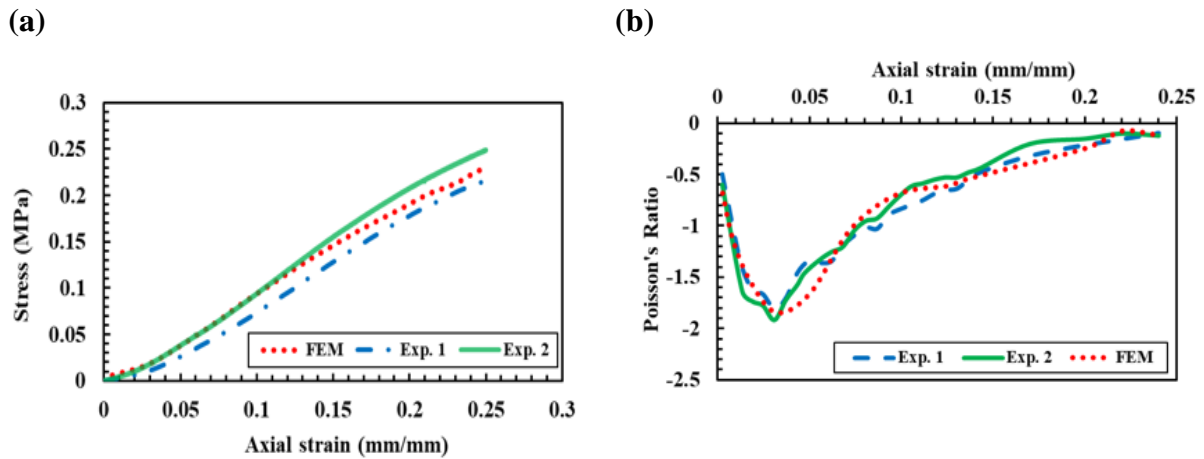 (a)
0.3
0.25
0.2
0.15
0.1
0.05
0
Stress (MPa)
FEM Exp. 1 Exp. 2
0 0.05 0.1 0.15 0.2 0.25 0.3
Axial strain (mm/mm)
(b)
Axial strain (mm/mm)
0 0.05 0.1 0.15 0.2 0.25
0
-0.5
-1
-1.5
-2
-2.5
Poisson's Ratio
Exp. 1 Exp. 2 FEM